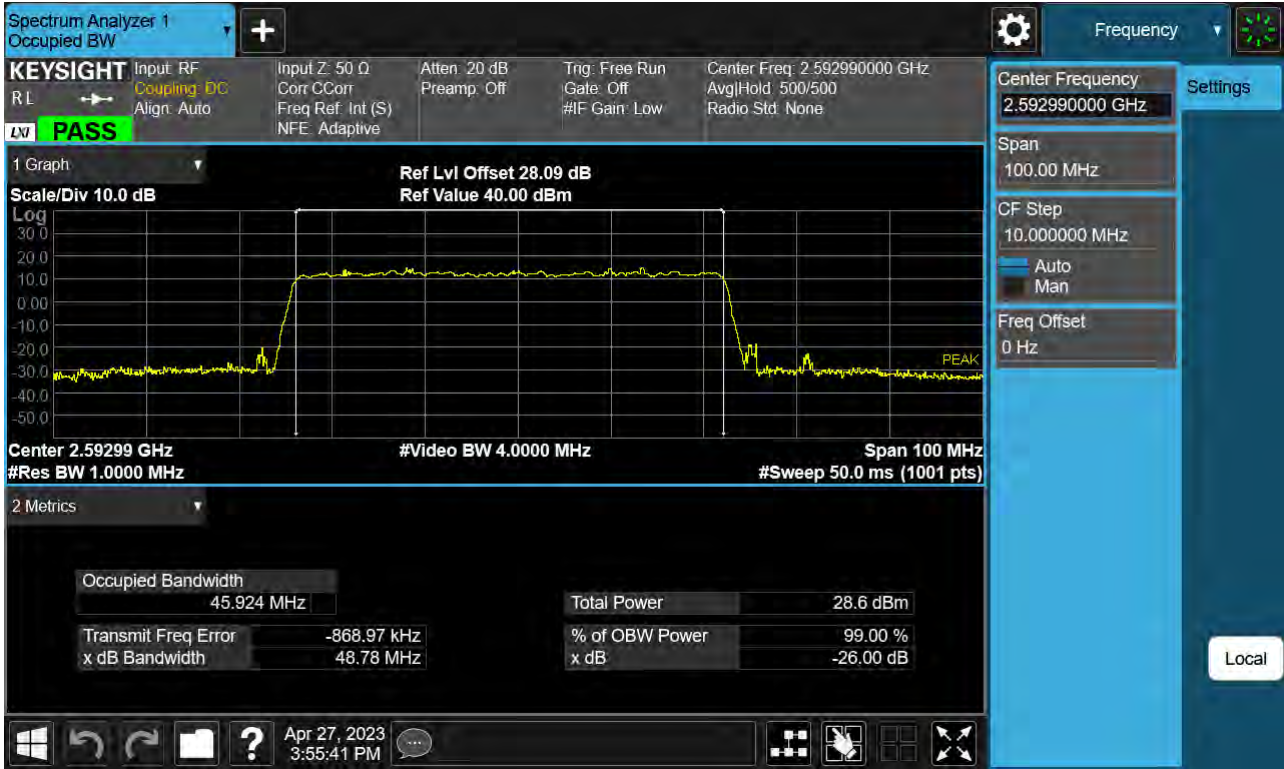 Spectrum Analyzer 1
Occupied BW
Frequency
KEYSIGHT
R L
LXI
PASS
Input: RF
Coupling: DC
Align: Auto
Input Z: 50 Ω
Corr CCorr
Freq Ref: Int (S)
NFE: Adaptive
Atten: 20 dB
Preamp: Off
Trig: Free Run
Gate: Off
#IF Gain: Low
Center Freq: 2.592990000 GHz
Avg|Hold: 500/500
Radio Std: None
Center Frequency
2.592990000 GHz
Settings
Span
100.00 MHz
CF Step
10.000000 MHz
Auto
Man
Freq Offset
0 Hz
Local
1 Graph
Scale/Div 10.0 dB
Ref Lvl Offset 28.09 dB
Ref Value 40.00 dBm
Log
30.0
20.0
10.0
0.00
-10.0
-20.0
-30.0
-40.0
-50.0
PEAK
Center 2.59299 GHz
#Video BW 4.0000 MHz
Span 100 MHz
#Res BW 1.0000 MHz
#Sweep 50.0 ms (1001 pts)
2 Metrics
Occupied Bandwidth
45.924 MHz
Total Power 28.6 dBm
Transmit Freq Error -868.97 kHz
% of OBW Power 99.00 %
x dB Bandwidth 48.78 MHz
x dB -26.00 dB
?
Apr 27, 2023
3:55:41 PM